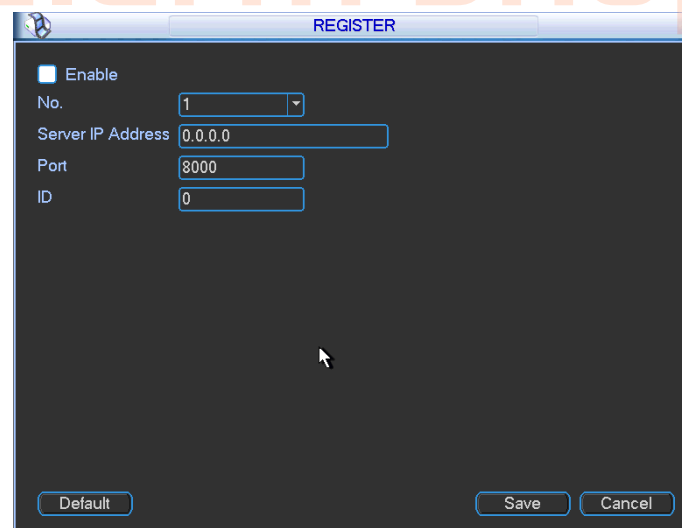 REGISTER
Enable
No. 1
Server IP Address 0.0.0.0
Port 8000
ID 0
Default Save Cancel